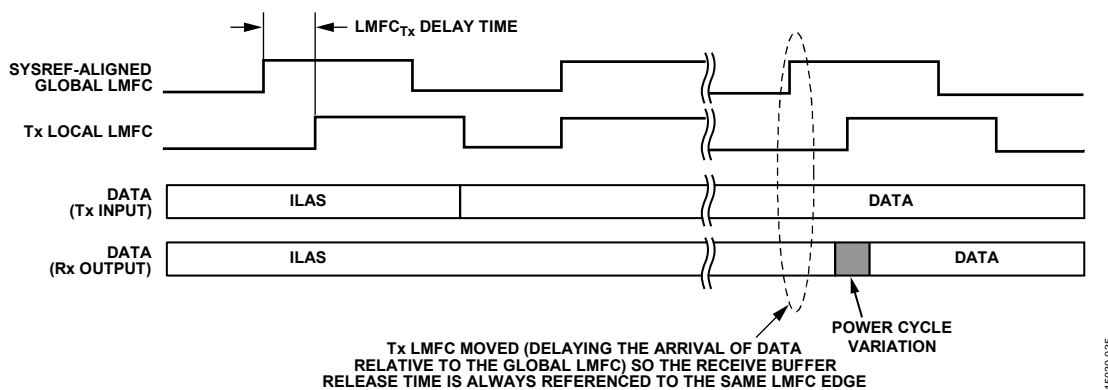 LMFCTx DELAY TIME
SYSREF-ALIGNED
GLOBAL LMFC
Tx LOCAL LMFC
DATA
(Tx INPUT)
ILAS
DATA
DATA
(Rx OUTPUT)
ILAS
DATA
POWER CYCLE
VARIATION
Tx LMFC MOVED (DELAYING THE ARRIVAL OF DATA
RELATIVE TO THE GLOBAL LMFC) SO THE RECEIVE BUFFER
RELEASE TIME IS ALWAYS REFERENCED TO THE SAME LMFC EDGE